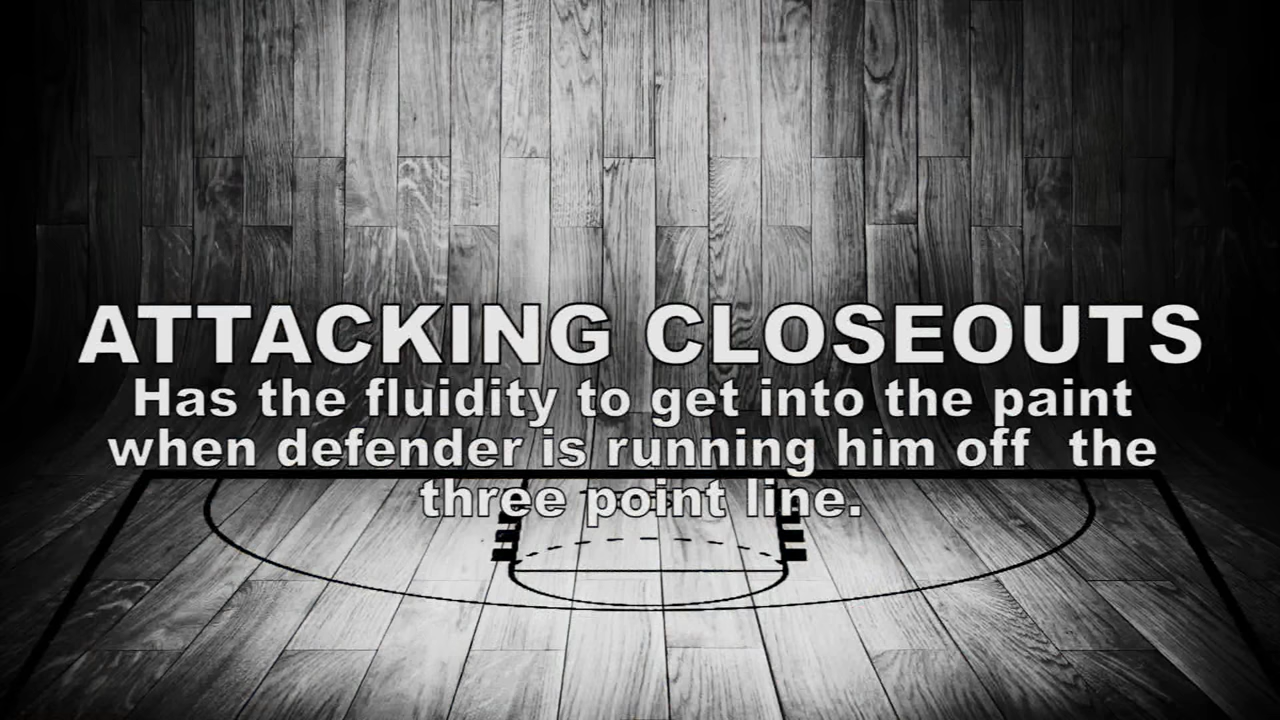 ATTACKING CLOSEOUTS
Has the fluidity to get into the paint
when defender is running him off  the
three point line.